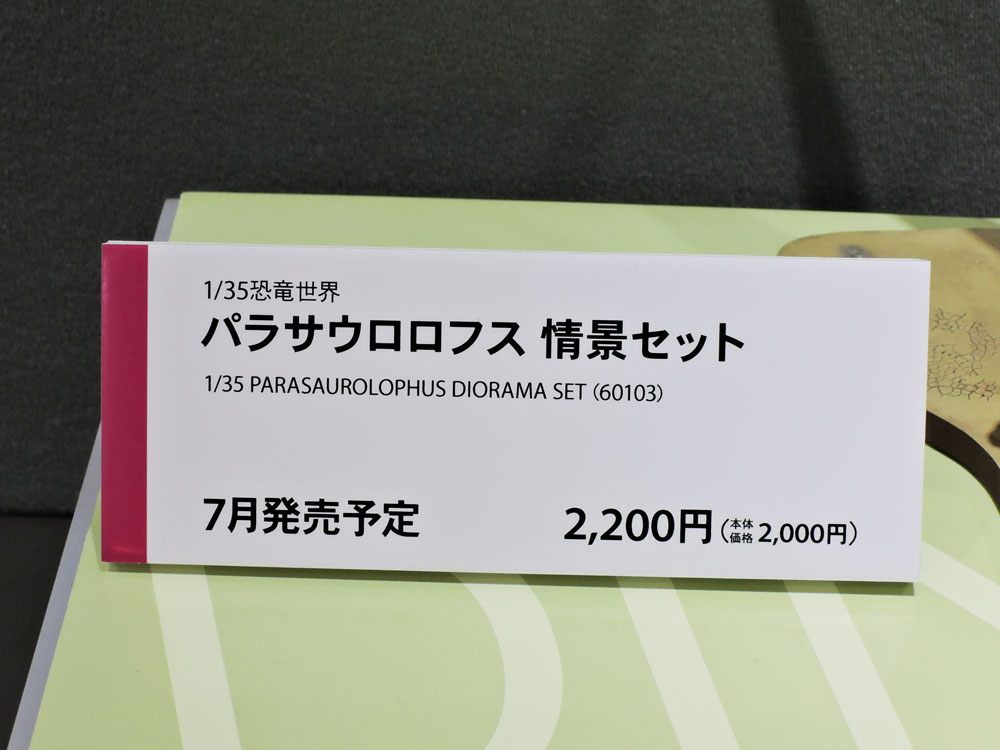 1/35恐竜世界
パラサウロロフス 情景セット
1/35 PARASAUROLOPHUS DIORAMA SET（60103）
7月発売予定
2,200円（本体価格 2,000円）